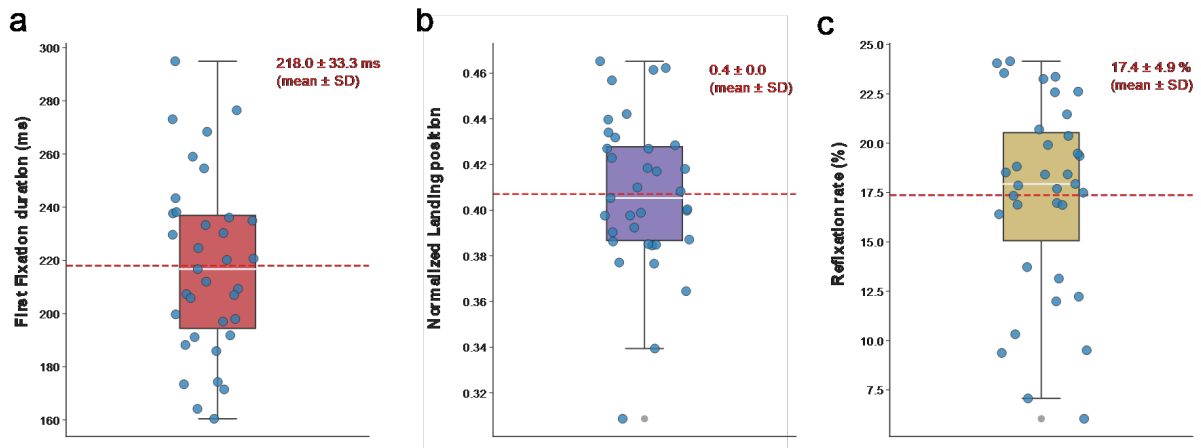 a
First Fixation duration (ms)
300
280
260
240
220
200
180
160
218.0 ± 33.3 ms
(mean ± SD)
b
Normalized Landing position
0.46
0.44
0.42
0.40
0.38
0.36
0.34
0.32
0.4 ± 0.0
(mean ± SD)
c
Refixation rate (%)
25.0
22.5
20.0
17.5
15.0
12.5
10.0
7.5
17.4 ± 4.9 %
(mean ± SD)